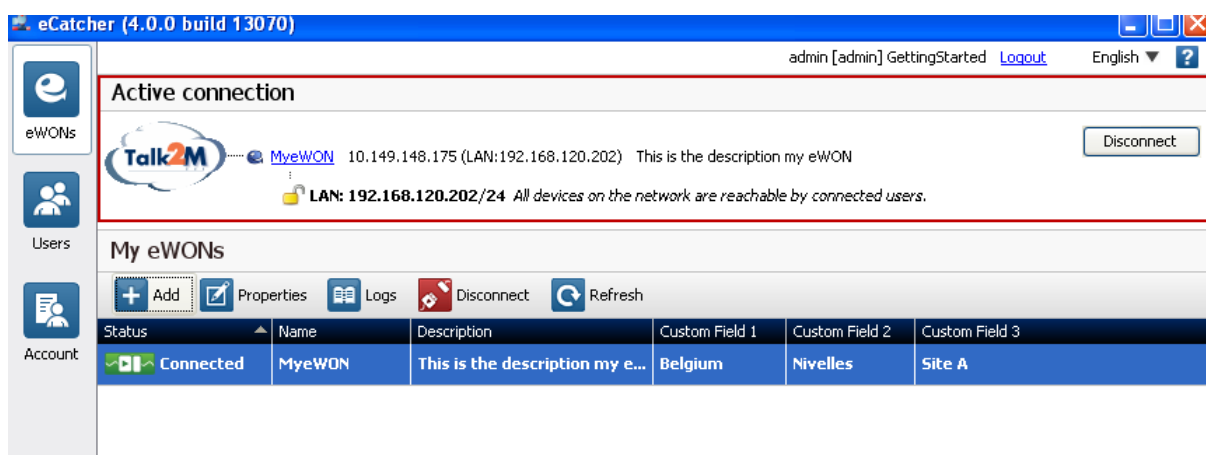 eCatcher (4.0.0 build 13070)
admin [admin] GettingStarted Logout English ?
Active connection
eWONs
Talk2M MyeWON 10.149.148.175 (LAN:192.168.120.202) This is the description my eWON Disconnect
LAN: 192.168.120.202/24 All devices on the network are reachable by connected users.
Users
My eWONs
Add Properties Logs Disconnect Refresh
Status Name Description Custom Field 1 Custom Field 2 Custom Field 3
Account
Connected MyeWON This is the description my e... Belgium Nivelles Site A